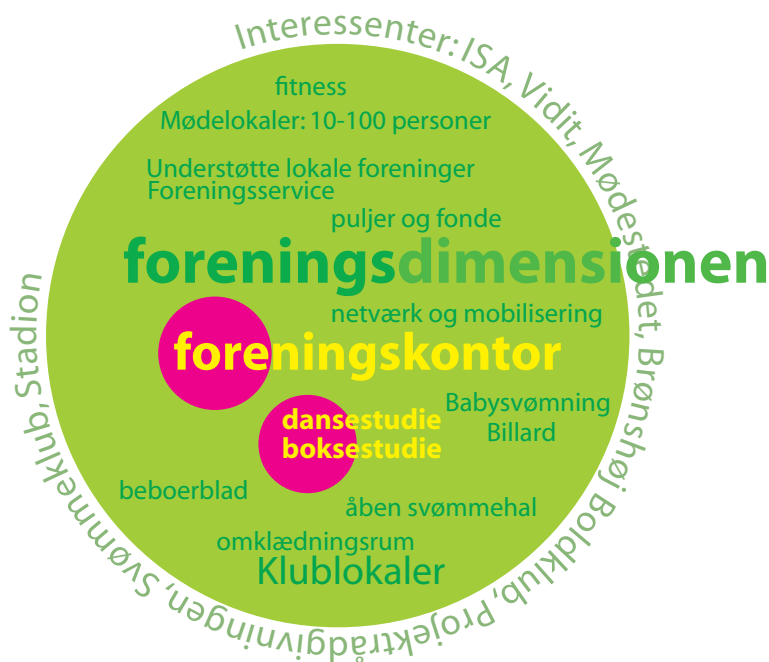 Interessenter: ISA, Vidit, Mødestedet, Brønshøj Boldklub, Projektrådgivningen, Svømmeklub, Stadion
fitness
Mødelokaler: 10-100 personer
Understøtte lokale foreninger
Foreningsservice
puljer og fonde
foreningsdimensionen
netværk og mobilisering
foreningskontor
dansestudie
boksestudie
Babysvømning
Billard
beboerblad
åben svømmehal
omklædningsrum
Klublokaler